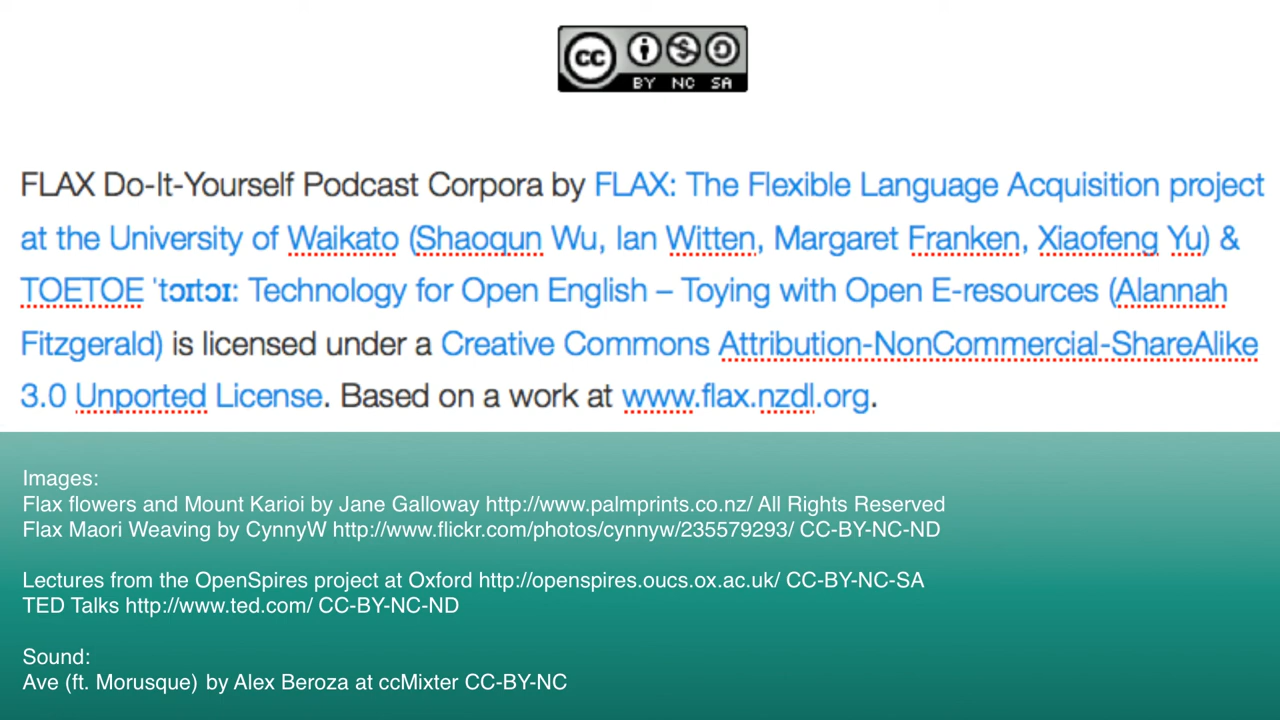 CC BY NC SA
FLAX Do-It-Yourself Podcast Corpora by FLAX: The Flexible Language Acquisition project
at the University of Waikato (Shaoqun Wu, Ian Witten, Margaret Franken, Xiaofeng Yu) &
TOETOE 'tɔɪtɔɪ: Technology for Open English – Toying with Open E-resources (Alannah
Fitzgerald) is licensed under a Creative Commons Attribution-NonCommercial-ShareAlike
3.0 Unported License. Based on a work at www.flax.nzdl.org.
Images:
Flax flowers and Mount Karioi by Jane Galloway http://www.palmprints.co.nz/ All Rights Reserved
Flax Maori Weaving by CynnyW http://www.flickr.com/photos/cynnyw/235579293/ CC-BY-NC-ND
Lectures from the OpenSpires project at Oxford http://openspires.oucs.ox.ac.uk/ CC-BY-NC-SA
TED Talks http://www.ted.com/ CC-BY-NC-ND
Sound:
Ave (ft. Morusque) by Alex Beroza at ccMixter CC-BY-NC